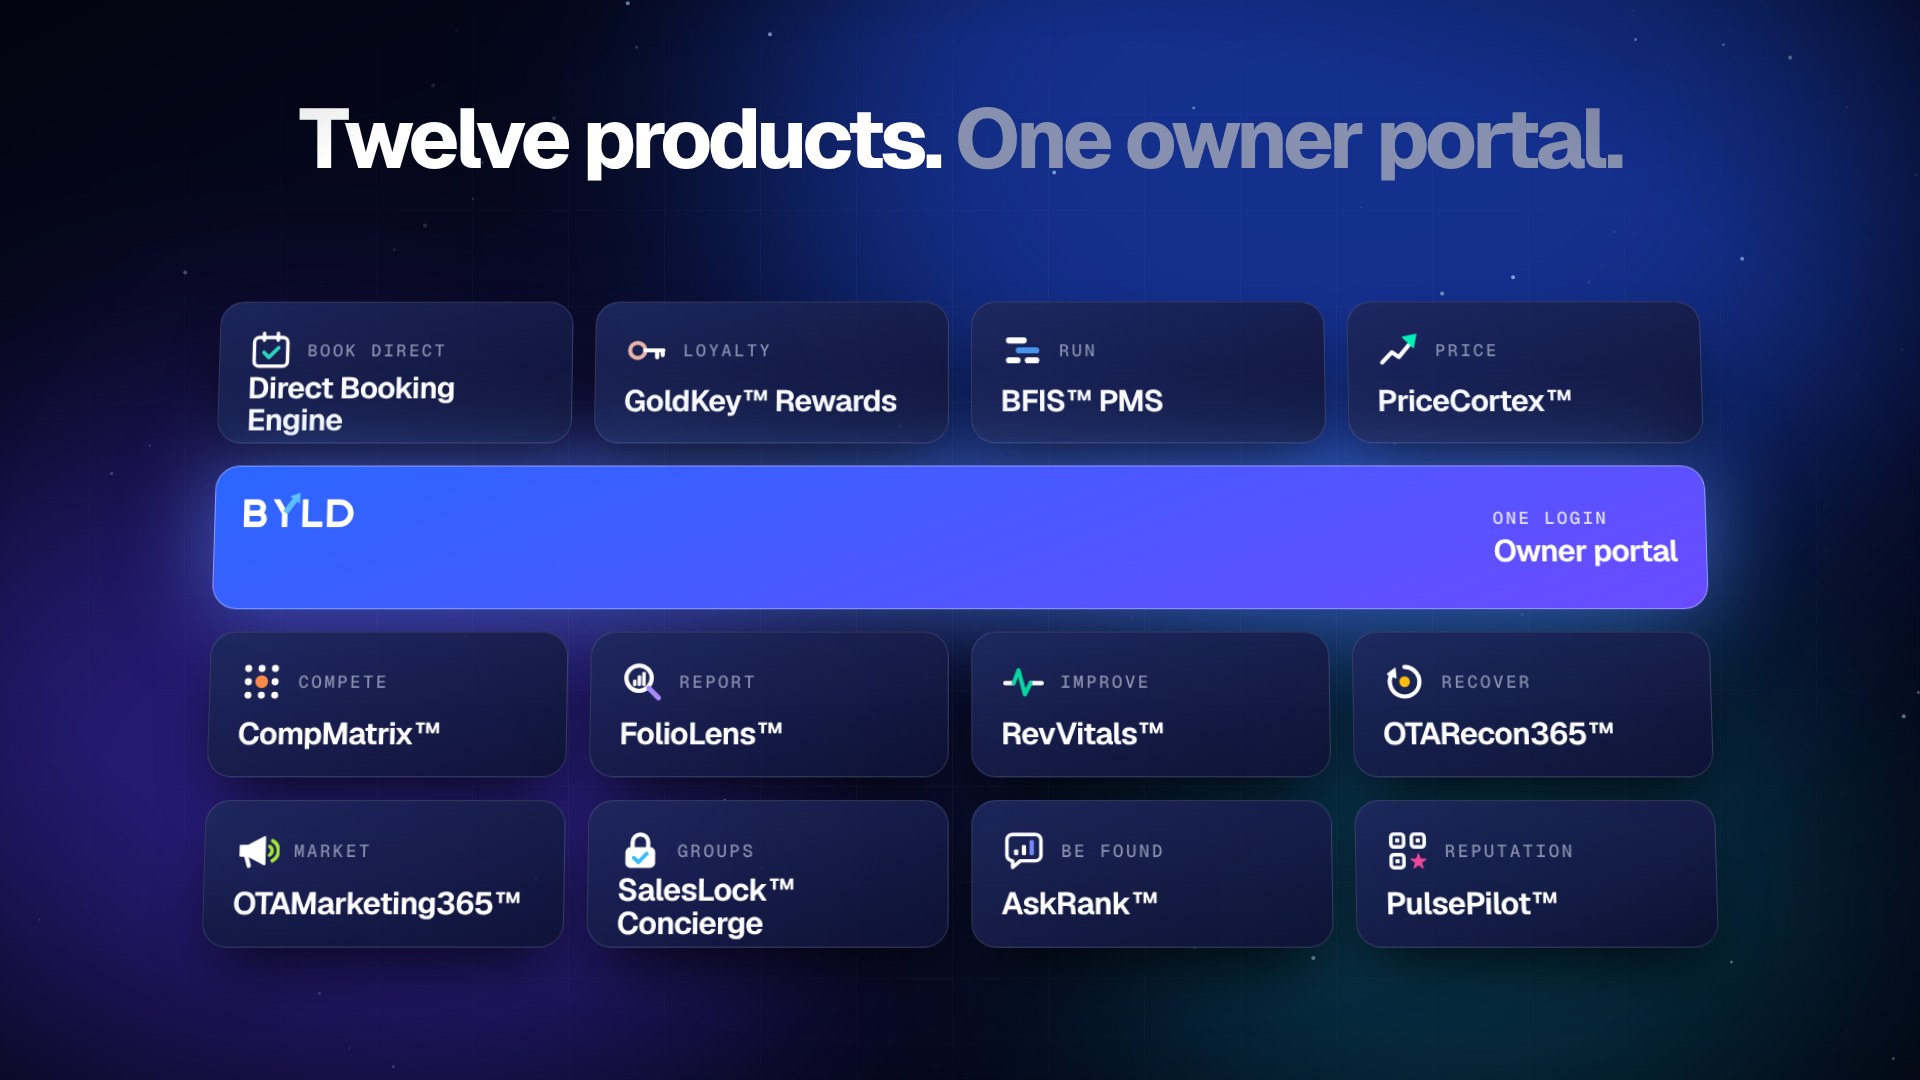 Twelve products. One owner portal.
BOOK DIRECT
Direct Booking
Engine
LOYALTY
GoldKey™ Rewards
RUN
BFIS™ PMS
PRICE
PriceCortex™
BYLD
ONE LOGIN
Owner portal
COMPETE
CompMatrix™
REPORT
FolioLens™
IMPROVE
RevVitals™
RECOVER
OTARecon365™
MARKET
OTAMarketing365™
GROUPS
SalesLock™
Concierge
BE FOUND
AskRank™
REPUTATION
PulsePilot™